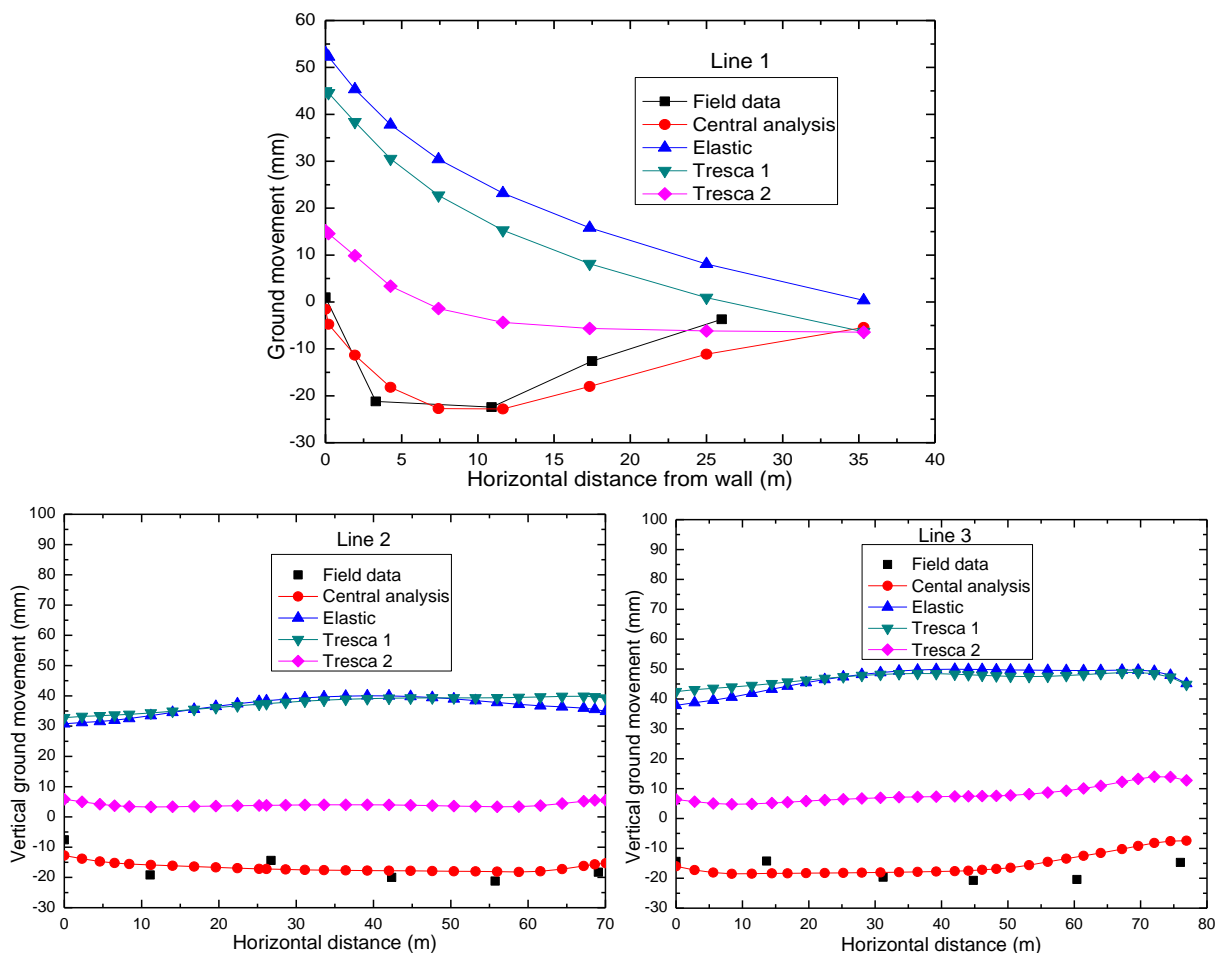 Line 1
Field data
Central analysis
Elastic
Tresca 1
Tresca 2
Ground movement (mm)
60
50
40
30
20
10
0
-10
-20
-30
0 5 10 15 20 25 30 35 40
Horizontal distance from wall (m)
Line 2
Field data
Central analysis
Elastic
Tresca 1
Tresca 2
Vertical ground movement (mm)
100
90
80
70
60
50
40
30
20
10
0
-10
-20
-30
0 10 20 30 40 50 60 70
Horizontal distance (m)
Line 3
Field data
Cental analysis
Elastic
Tresca 1
Tresca 2
Vertical ground movement (mm)
100
90
80
70
60
50
40
30
20
10
0
-10
-20
-30
0 10 20 30 40 50 60 70 80
Horizontal distance (m)